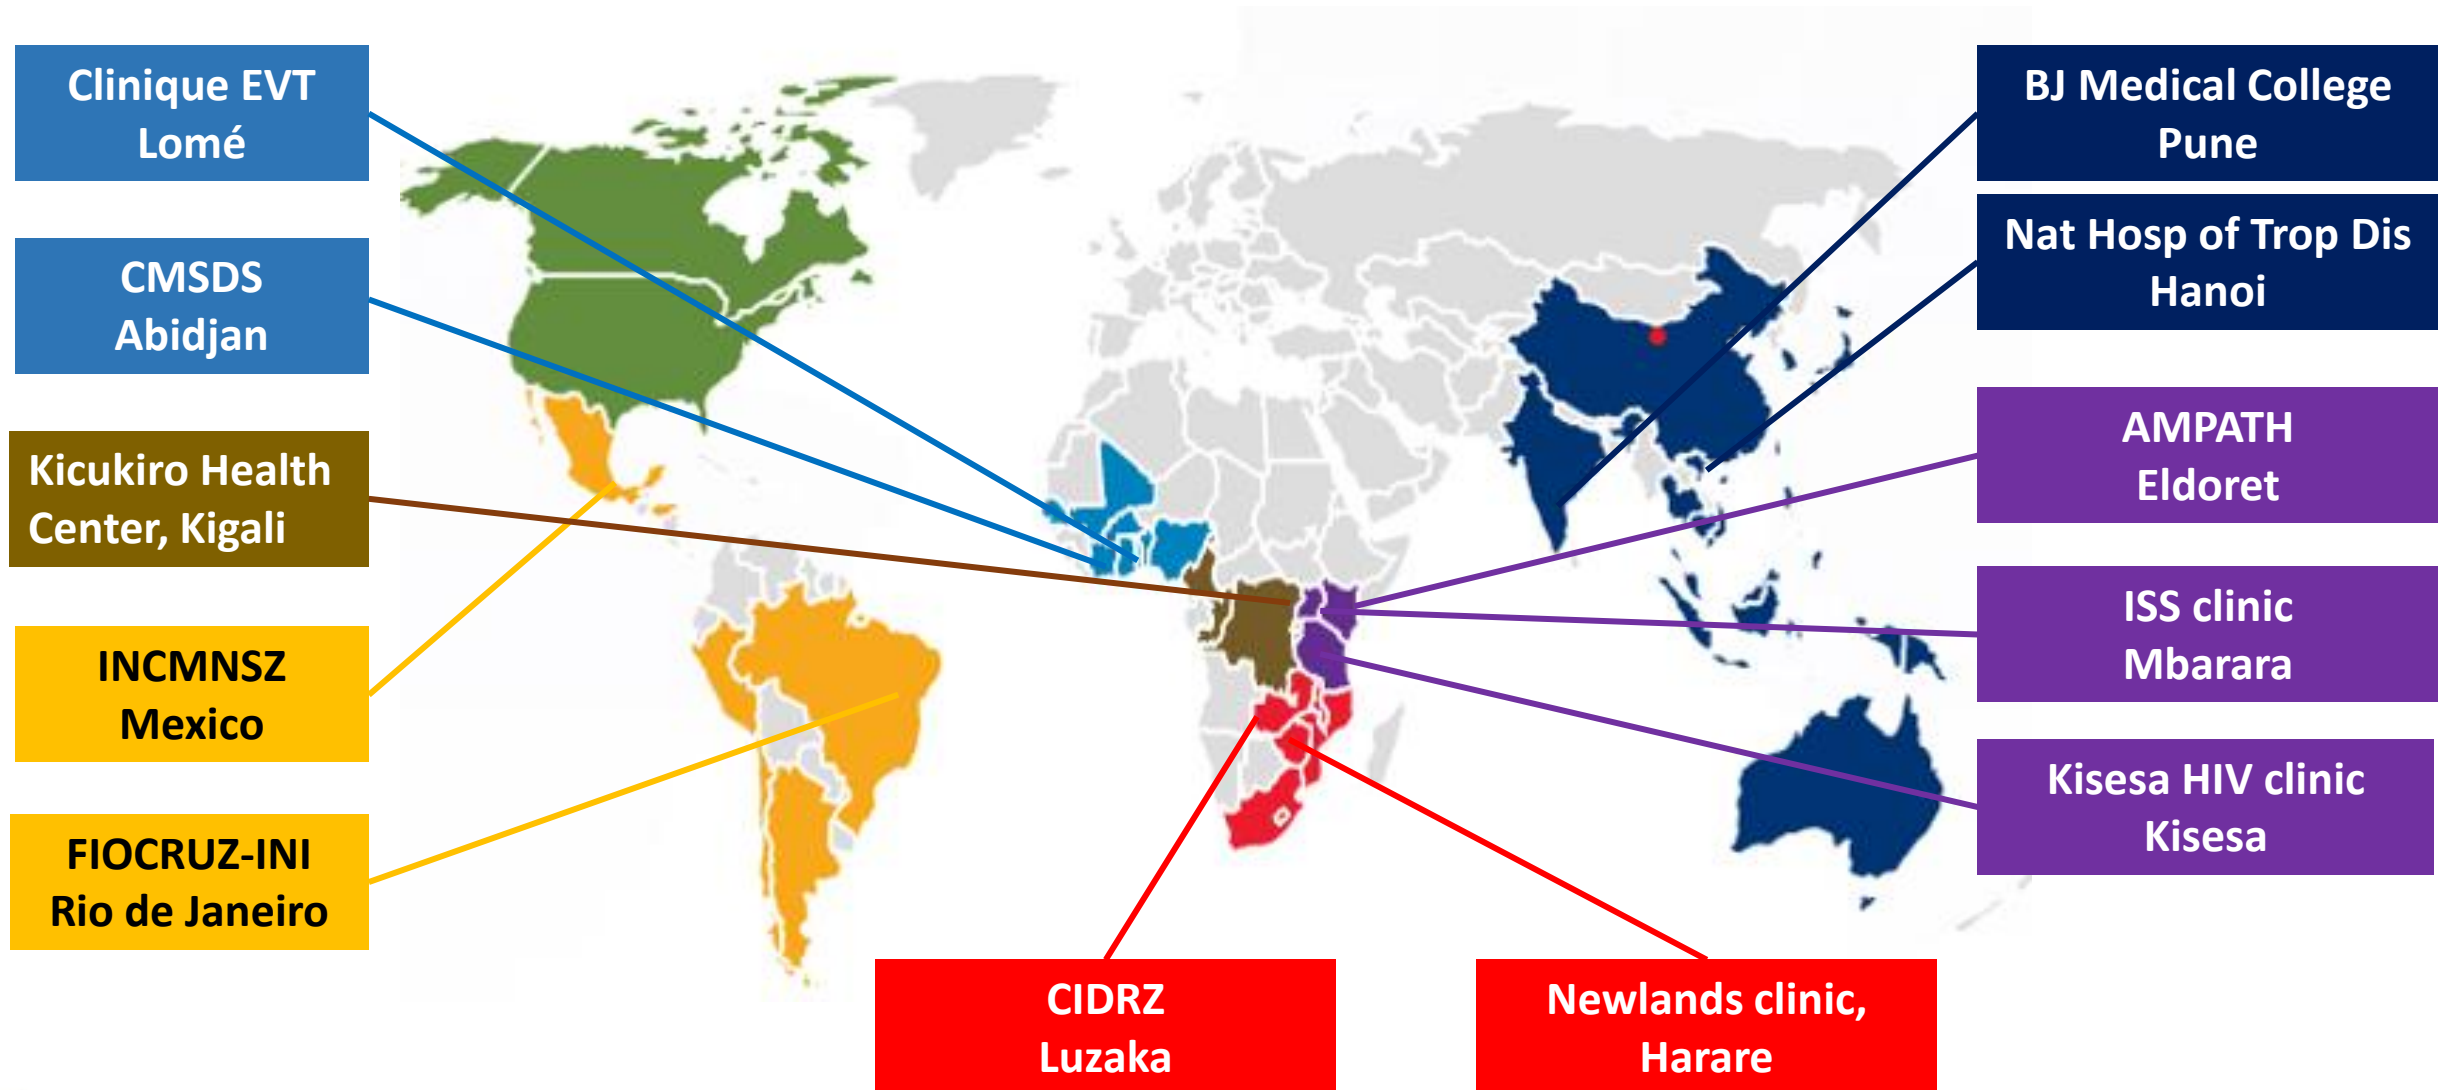 Clinique EVT
Lomé
CMSDS
Abidjan
Kicukiro Health
Center, Kigali
INCMNSZ
Mexico
FIOCRUZ-INI
Rio de Janeiro
CIDRZ
Luzaka
Newlands clinic,
Harare
BJ Medical College
Pune
Nat Hosp of Trop Dis
Hanoi
AMPATH
Eldoret
ISS clinic
Mbarara
Kisesa HIV clinic
Kisesa